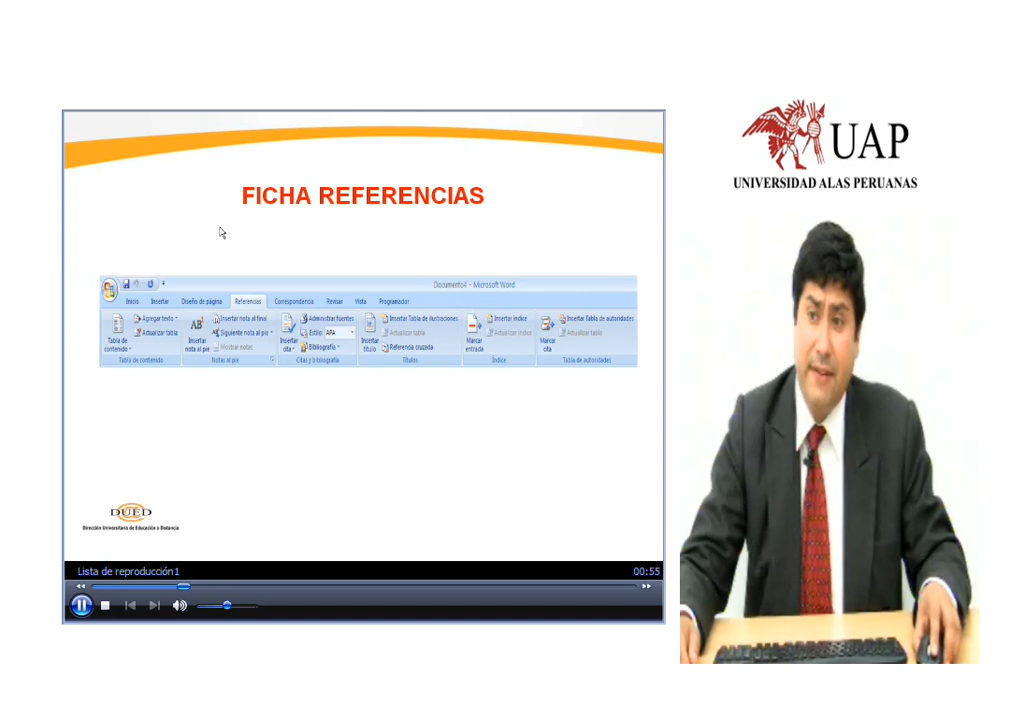 UAP
UNIVERSIDAD ALAS PERUANAS
FICHA REFERENCIAS
Documento4 - Microsoft Word
Inicio Insertar Diseño de página Referencias Correspondencia Revisar Vista Programador
Tabla de contenido
Agregar texto
Actualizar tabla
Tabla de contenido
AB¹
Insertar nota al pie
Insertar nota al final
Siguiente nota al pie
Mostrar notas
Notas al pie
Insertar cita
Administrar fuentes
Estilo: APA
Bibliografía
Citas y bibliografía
Insertar título
Insertar Tabla de ilustraciones
Actualizar tabla
Referencia cruzada
Títulos
Marcar entrada
Insertar índice
Actualizar índice
Índice
Marcar cita
Insertar Tabla de autoridades
Actualizar tabla
Tabla de autoridades
DUED
Dirección Universitaria de Educación a Distancia
Lista de reproducción1 00:55